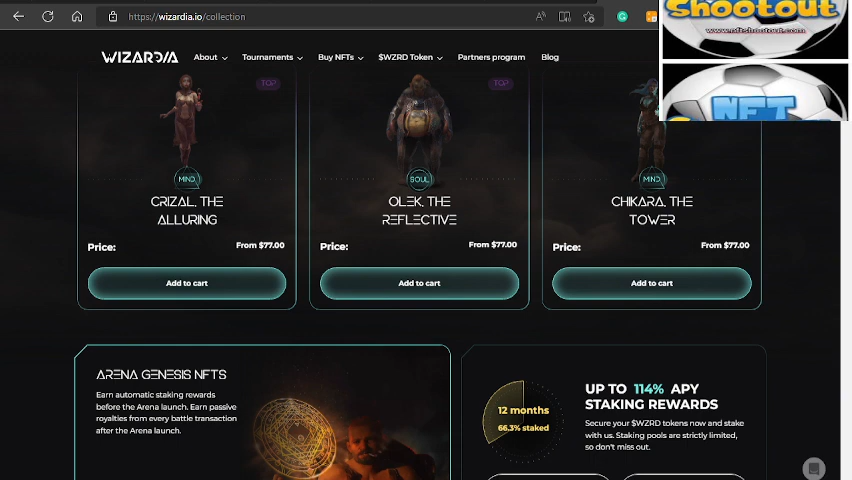 Shootout
www.nftshootout.com
https://wizardia.io/collection
WIZARDIA
About
Tournaments
Buy NFTs
$WZRD Token
Partners program
Blog
NFT
TOP
TOP
MIND
SOUL
MIND
CRIZAL, THE
ALLURING
OLEK, THE
REFLECTIVE
CHIKARA, THE
TOWER
Price:
From $77.00
Price:
From $77.00
Price:
From $77.00
Add to cart
Add to cart
Add to cart
ARENA GENESIS NFTS
Earn automatic staking rewards
before the Arena launch. Earn passive
royalties from every battle transaction
after the Arena launch.
12 months
66.3% staked
UP TO 114% APY
STAKING REWARDS
Secure your $WZRD tokens now and stake
with us. Staking pools are strictly limited,
so don't miss out.